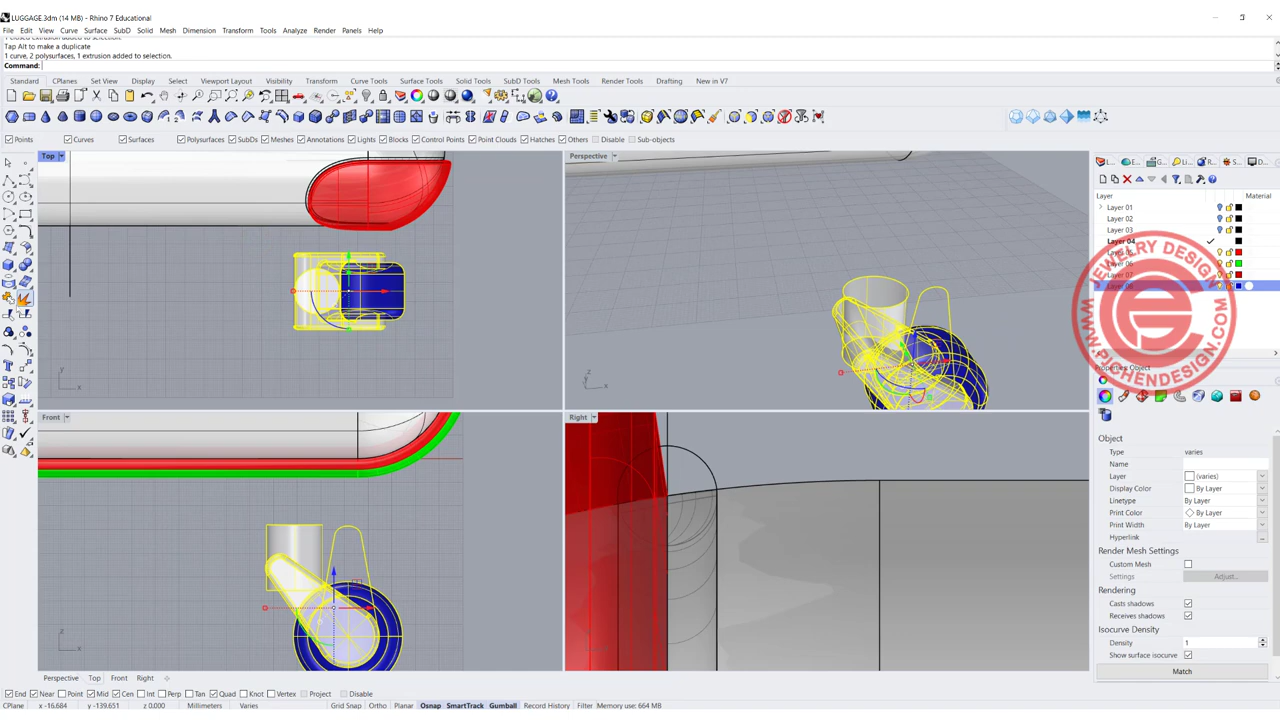 LUGGAGE.3dm (14 MB) - Rhino 7 Educational
File Edit View Curve Surface SubD Solid Mesh Dimension Transform Tools Analyze Render Panels Help
Tap Alt to make a duplicate
1 curve, 2 polysurfaces, 1 extrusion added to selection.
Command:
Standard CPlanes Set View Display Select Viewport Layout Visibility Transform Curve Tools Surface Tools Solid Tools SubD Tools Mesh Tools Render Tools Drafting New in V7
Points Curves Surfaces Polysurfaces SubDs Meshes Annotations Lights Blocks Control Points Point Clouds Hatches Others Disable Sub-objects
Top
Perspective
Front
Right
y
x
z
x
z
x
Layer Material
Layer 01
Layer 02
Layer 03
Layer 04
JEWELRY DESIGN
WWW.PJCHENDESIGN.COM
Properties: Object
Object
Type varies
Name
Layer (varies)
Display Color By Layer
Linetype By Layer
Print Color By Layer
Print Width By Layer
Hyperlink ...
Render Mesh Settings
Custom Mesh
Settings Adjust...
Rendering
Casts shadows
Receives shadows
Isocurve Density
Density 1
Show surface isocurve
Match
Perspective Top Front Right
End Near Point Mid Cen Int Perp Tan Quad Knot Vertex Project Disable
x -16.684 y -139.651 z 0.000 Millimeters Varies Grid Snap Ortho Planar Osnap SmartTrack Gumball Record History Filter Memory use: 664 MB